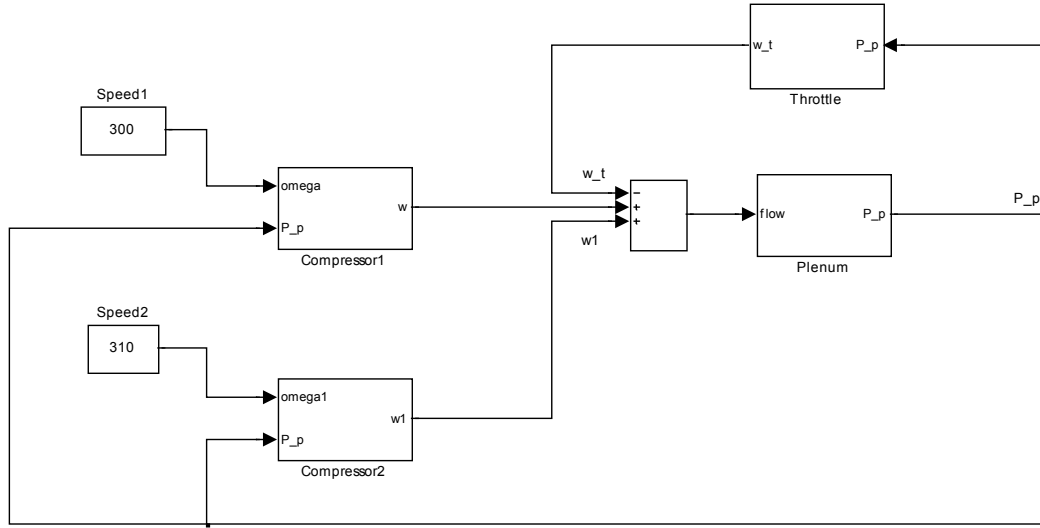 w_t
P_p
Throttle
Speed1
300
omega
w
P_p
Compressor1
w_t
−
+
+
w1
flow
P_p
Plenum
P_p
Speed2
310
omega1
w1
P_p
Compressor2